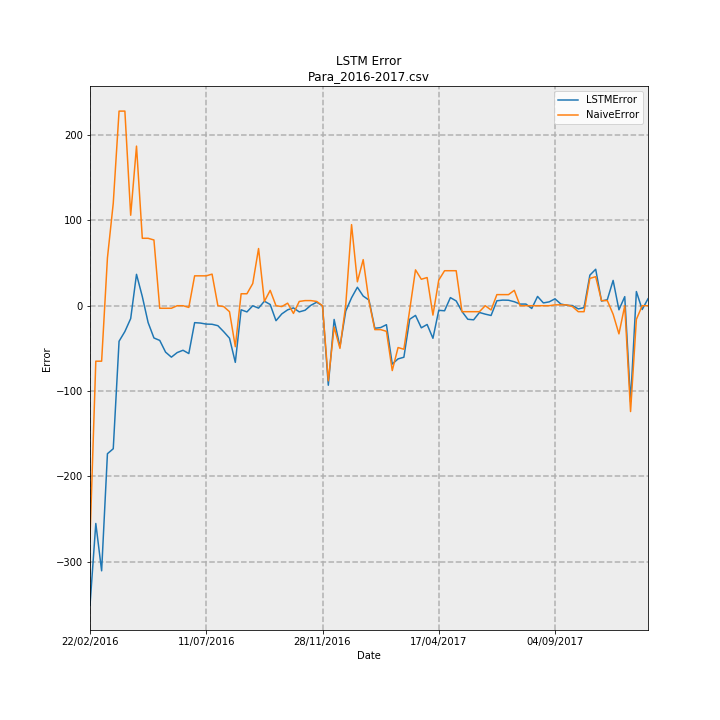 LSTM Error
Para_2016-2017.csv
LSTMError
NaiveError
200
100
0
−100
−200
−300
Error
22/02/2016
11/07/2016
28/11/2016
17/04/2017
04/09/2017
Date